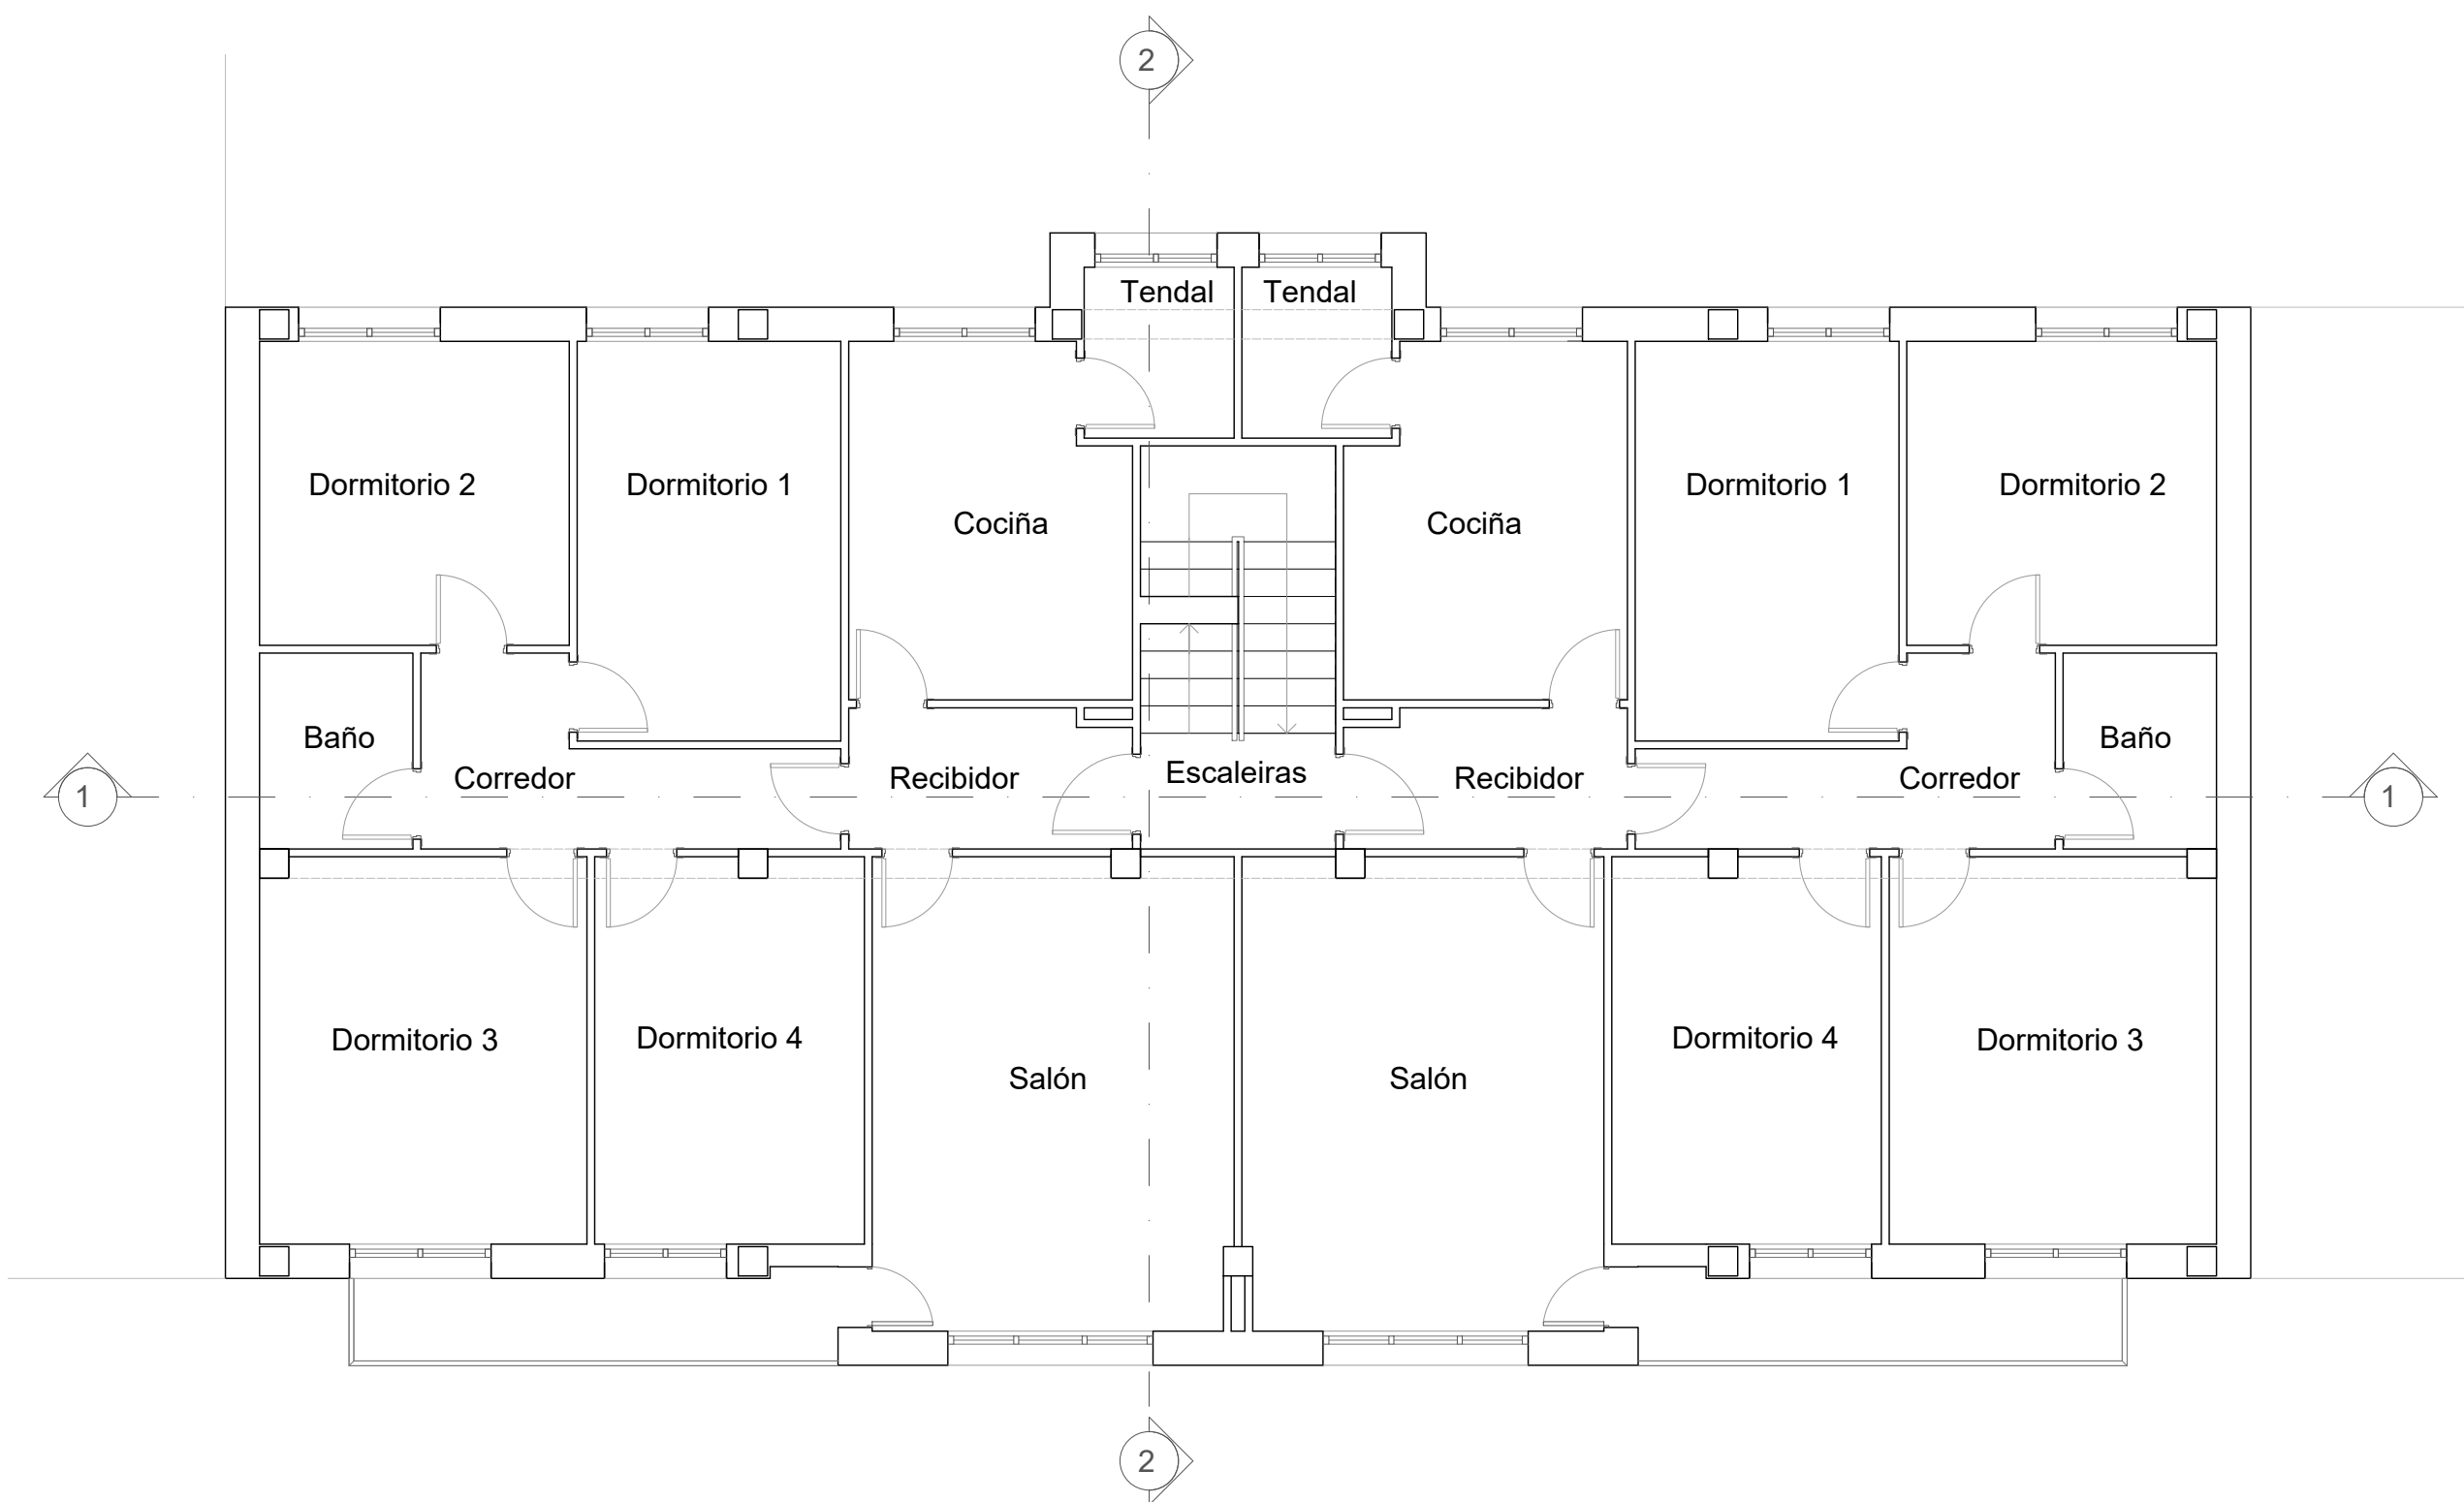 2
Tendal
Tendal
Dormitorio 2
Dormitorio 1
Cociña
Cociña
Dormitorio 1
Dormitorio 2
Baño
Corredor
Recibidor
Escaleiras
Recibidor
Corredor
Baño
1
1
Dormitorio 3
Dormitorio 4
Salón
Salón
Dormitorio 4
Dormitorio 3
2